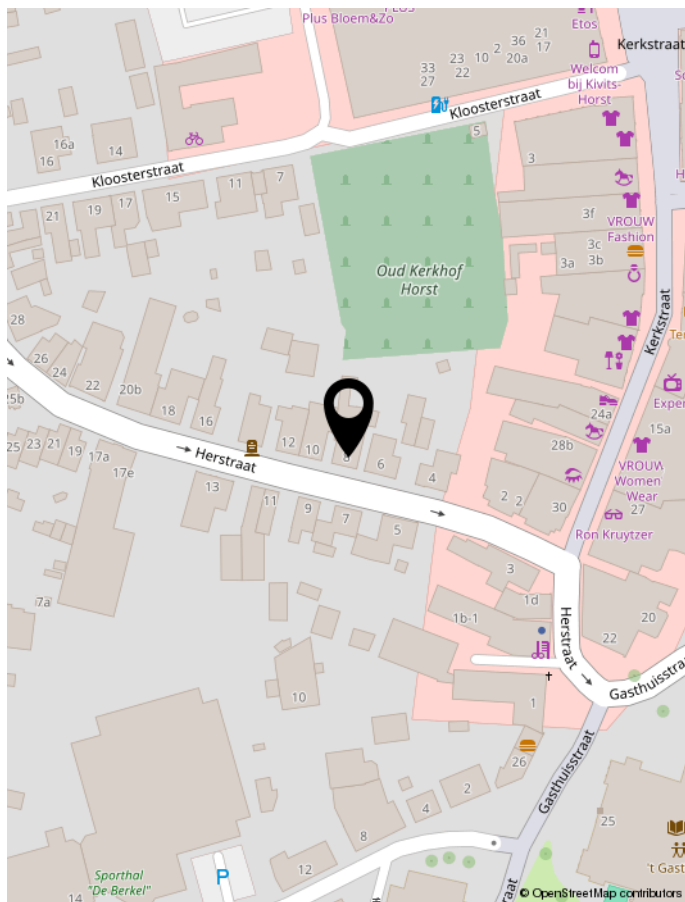 PLUS
Plus Bloem&Zo
Etos
Kerkstraat
36
21
2
17
23
10
20a
22
33
27
Welcom
bij Kivits-
Horst
Kloosterstraat
5
16a
16
14
3
Kloosterstraat
7
11
15
17
19
21
3f
VROUW
Fashion
3c
3b
3a
Oud Kerkhof
Horst
Kerkstraat
28
26
24
22
20b
18
16
25b
Exper
24a
15a
12
10
8
6
4
28b
VROUW
Women'
Wear
25
23
21
19
17a
17e
Herstraat
13
11
9
7
5
2
2
30
27
Ron Kruytzer
3
1d
1b-1
7a
Herstraat
22
20
10
Gasthuisstraat
1
26
Gasthuisstraat
2
4
8
12
25
't Gast
Sporthal
"De Berkel"
14
P
straat
© OpenStreetMap contributors